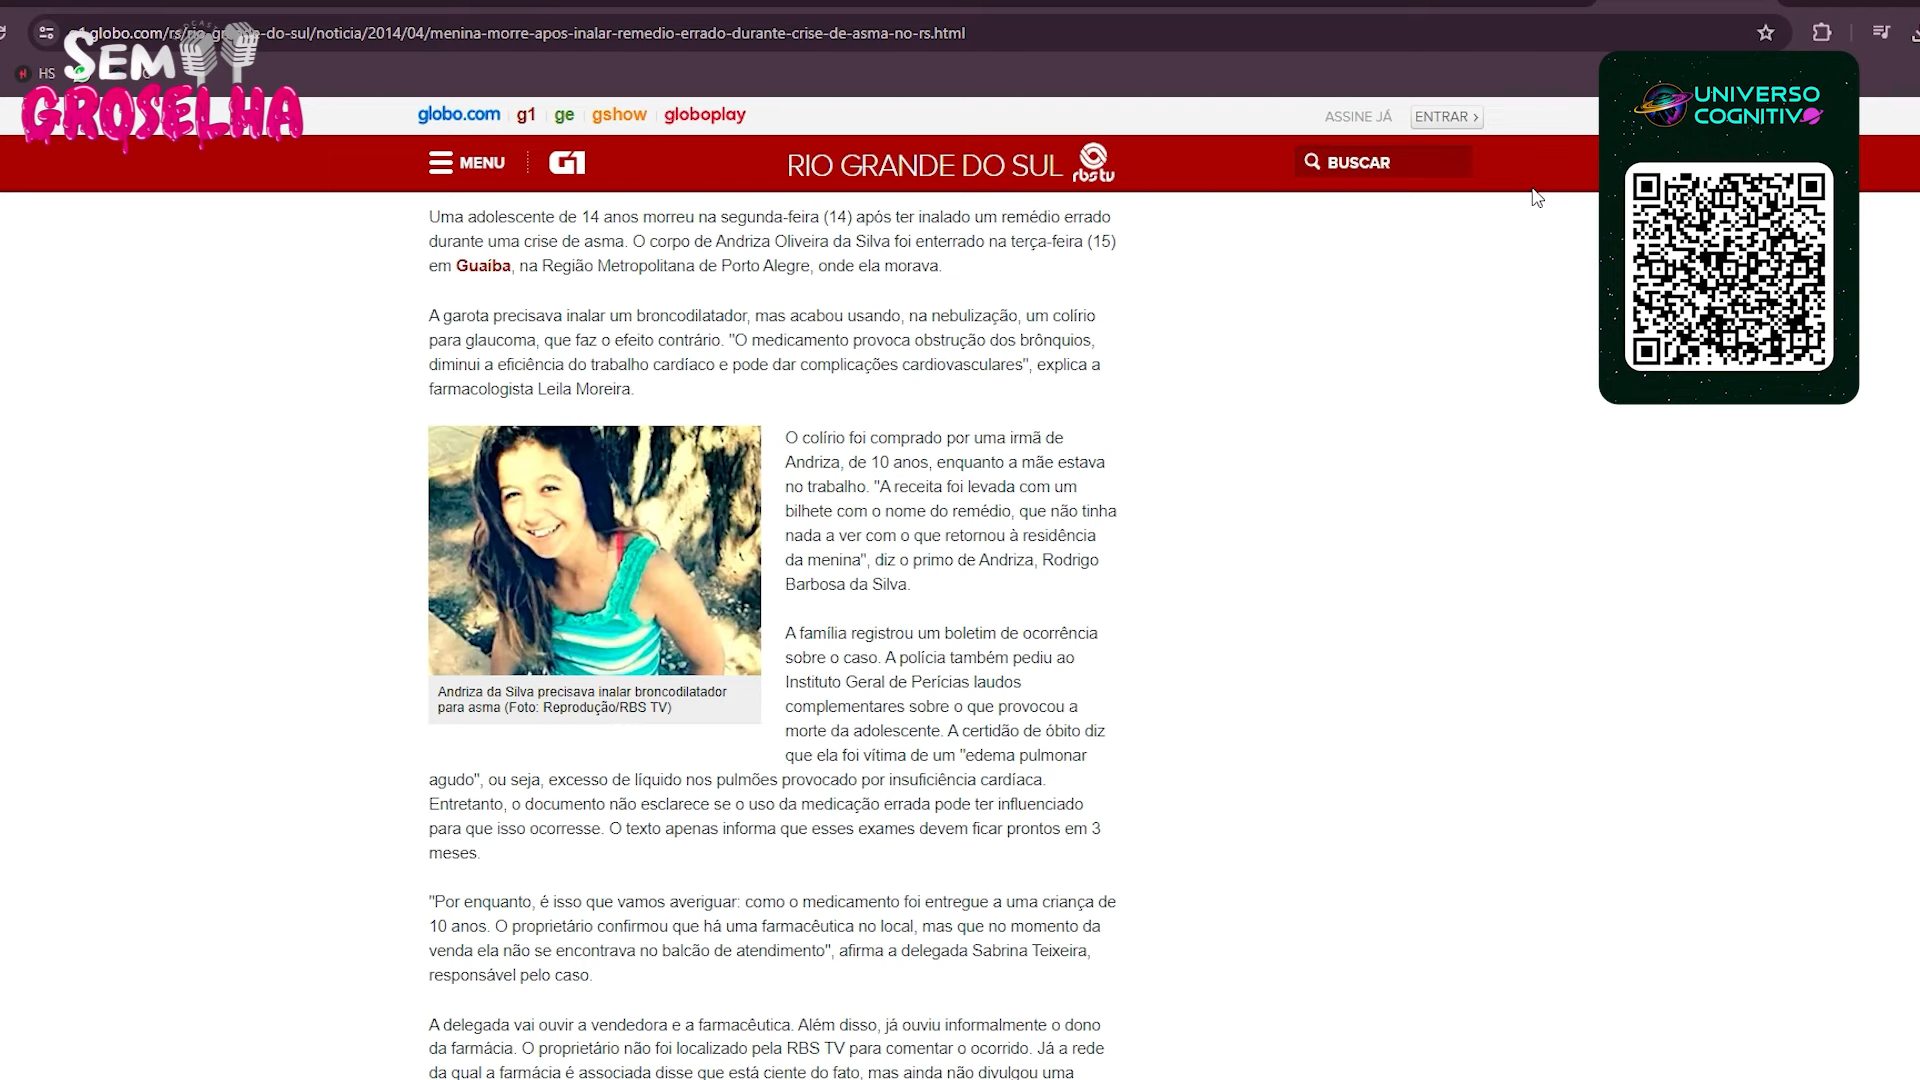 globo.com/rs/rio-grande-do-sul/noticia/2014/04/menina-morre-apos-inalar-remedio-errado-durante-crise-de-asma-no-rs.html
HS
SEM
GROSELHA
UNIVERSO
COGNITIVO
globo.com g1 ge gshow globoplay
ASSINE JÁ ENTRAR ›
MENU G1 RIO GRANDE DO SUL rbs tv BUSCAR
Uma adolescente de 14 anos morreu na segunda-feira (14) após ter inalado um remédio errado
durante uma crise de asma. O corpo de Andriza Oliveira da Silva foi enterrado na terça-feira (15)
em Guaíba, na Região Metropolitana de Porto Alegre, onde ela morava.
A garota precisava inalar um broncodilatador, mas acabou usando, na nebulização, um colírio
para glaucoma, que faz o efeito contrário. "O medicamento provoca obstrução dos brônquios,
diminui a eficiência do trabalho cardíaco e pode dar complicações cardiovasculares", explica a
farmacologista Leila Moreira.
O colírio foi comprado por uma irmã de
Andriza, de 10 anos, enquanto a mãe estava
no trabalho. "A receita foi levada com um
bilhete com o nome do remédio, que não tinha
nada a ver com o que retornou à residência
da menina", diz o primo de Andriza, Rodrigo
Barbosa da Silva.
Andriza da Silva precisava inalar broncodilatador
para asma (Foto: Reprodução/RBS TV)
A família registrou um boletim de ocorrência
sobre o caso. A polícia também pediu ao
Instituto Geral de Perícias laudos
complementares sobre o que provocou a
morte da adolescente. A certidão de óbito diz
que ela foi vítima de um "edema pulmonar
agudo", ou seja, excesso de líquido nos pulmões provocado por insuficiência cardíaca.
Entretanto, o documento não esclarece se o uso da medicação errada pode ter influenciado
para que isso ocorresse. O texto apenas informa que esses exames devem ficar prontos em 3
meses.
"Por enquanto, é isso que vamos averiguar: como o medicamento foi entregue a uma criança de
10 anos. O proprietário confirmou que há uma farmacêutica no local, mas que no momento da
venda ela não se encontrava no balcão de atendimento", afirma a delegada Sabrina Teixeira,
responsável pelo caso.
A delegada vai ouvir a vendedora e a farmacêutica. Além disso, já ouviu informalmente o dono
da farmácia. O proprietário não foi localizado pela RBS TV para comentar o ocorrido. Já a rede
da qual a farmácia é associada disse que está ciente do fato, mas ainda não divulgou uma